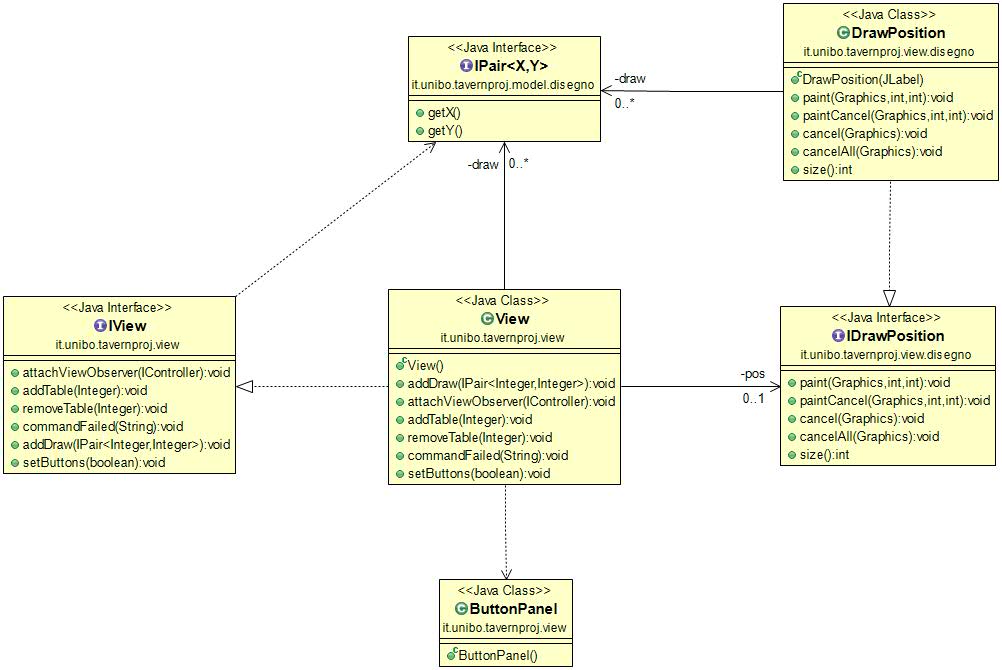 <<Java Class>>
DrawPosition
it.unibo.tavernproj.view.disegno
DrawPosition(JLabel)
paint(Graphics,int,int):void
paintCancel(Graphics,int,int):void
cancel(Graphics):void
cancelAll(Graphics):void
size():int
<<Java Interface>>
IPair<X,Y>
it.unibo.tavernproj.model.disegno
getX()
getY()
-draw
0..*
-draw
0..*
<<Java Interface>>
IView
it.unibo.tavernproj.view
attachViewObserver(IController):void
addTable(Integer):void
removeTable(Integer):void
commandFailed(String):void
addDraw(IPair<Integer,Integer>):void
setButtons(boolean):void
<<Java Class>>
View
it.unibo.tavernproj.view
View()
addDraw(IPair<Integer,Integer>):void
attachViewObserver(IController):void
addTable(Integer):void
removeTable(Integer):void
commandFailed(String):void
setButtons(boolean):void
-pos
0..1
<<Java Interface>>
IDrawPosition
it.unibo.tavernproj.view.disegno
paint(Graphics,int,int):void
paintCancel(Graphics,int,int):void
cancel(Graphics):void
cancelAll(Graphics):void
size():int
<<Java Class>>
ButtonPanel
it.unibo.tavernproj.view
ButtonPanel()